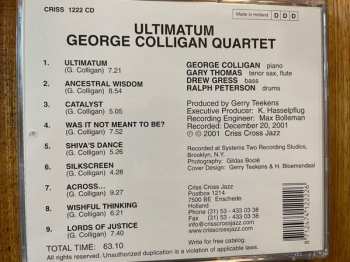 CRISS 1222 CD
Made in Holland D D D
ULTIMATUM
GEORGE COLLIGAN QUARTET
1. ULTIMATUM
(G. Colligan) 7.21
2. ANCESTRAL WISDOM
(G. Colligan) 8.54
3. CATALYST
(G. Colligan) 5.05
4. WAS IT NOT MEANT TO BE?
(G. Colligan) 7.52
5. SHIVA'S DANCE
(G. Colligan) 5.26
6. SILKSCREEN
(G. Colligan) 4.23
7. ACROSS...
(G. Colligan) 9.27
8. WISHFUL THINKING
(G. Colligan) 6.21
9. LORDS OF JUSTICE
(G. Colligan) 7.40
TOTAL TIME: 63.10
GEORGE COLLIGAN piano
GARY THOMAS tenor sax, flute
DREW GRESS bass
RALPH PETERSON drums
Produced by Gerry Teekens
Executive Producer: K. Hasselpflug
Recording Engineer: Max Bolleman
Recorded: December 20, 2001
℗ © 2001 Criss Cross Jazz
Recorded at Systems Two Recording Studios,
Brooklyn, N.Y.
Photography: Gildas Boclé
Cover Design: Gerry Teekens & H. Bloemendaal
Criss Cross Jazz
Postbox 1214
7500 BE Enschede
Holland
Phone (31) 53 - 433 03 38
Fax (31) 53 - 433 03 36
E-mail: info@crisscrossjazz.com
www.crisscrossjazz.com
Write for free catalog.
All rights reserved. Unauthorized duplication is a violation of applicable laws.